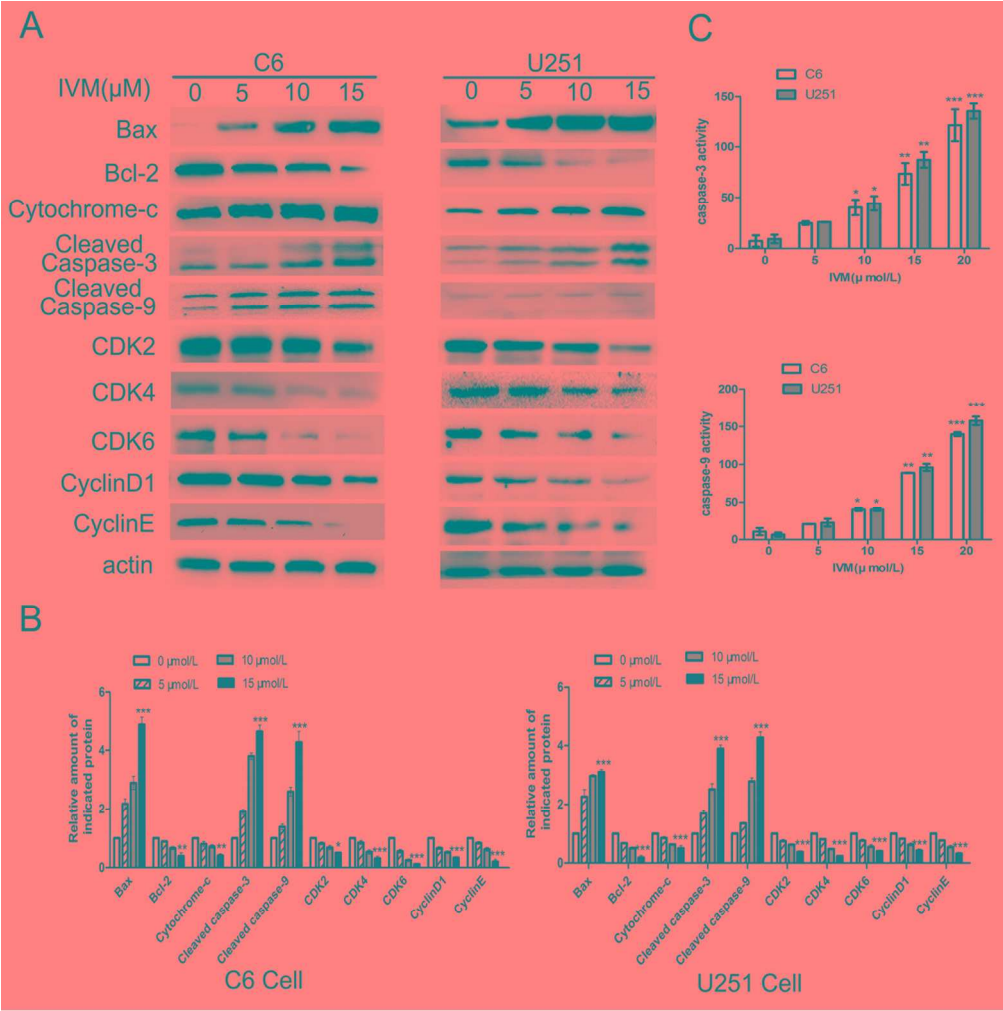 A
C6
U251
IVM(μM)
0 5 10 15
0 5 10 15
Bax
Bcl-2
Cytochrome-c
Cleaved
Caspase-3
Cleaved
Caspase-9
CDK2
CDK4
CDK6
CyclinD1
CyclinE
actin
C
C6
U251
caspase-3 activity
150
100
50
0
* *
** **
*** ***
0 5 10 15 20
IVM(μ mol/L)
C6
U251
caspase-9 activity
200
150
100
50
0
* *
** **
*** ***
0 5 10 15 20
IVM(μ mol/L)
B
0 μmol/L
10 μmol/L
5 μmol/L
15 μmol/L
Relative amount of
indicated protein
6
4
2
0
*** ** ** *** *** * *** *** *** ***
Bax
Bcl-2
Cytochrome-c
Cleaved caspase-3
Cleaved caspase-9
CDK2
CDK4
CDK6
CyclinD1
CyclinE
C6 Cell
0 μmol/L
10 μmol/L
5 μmol/L
15 μmol/L
Relative amount of
indicated protein
6
4
2
0
*** *** *** *** *** *** *** *** *** ***
Bax
Bcl-2
Cytochrome-c
Cleaved caspase-3
Cleaved caspase-9
CDK2
CDK4
CDK6
CyclinD1
CyclinE
U251 Cell